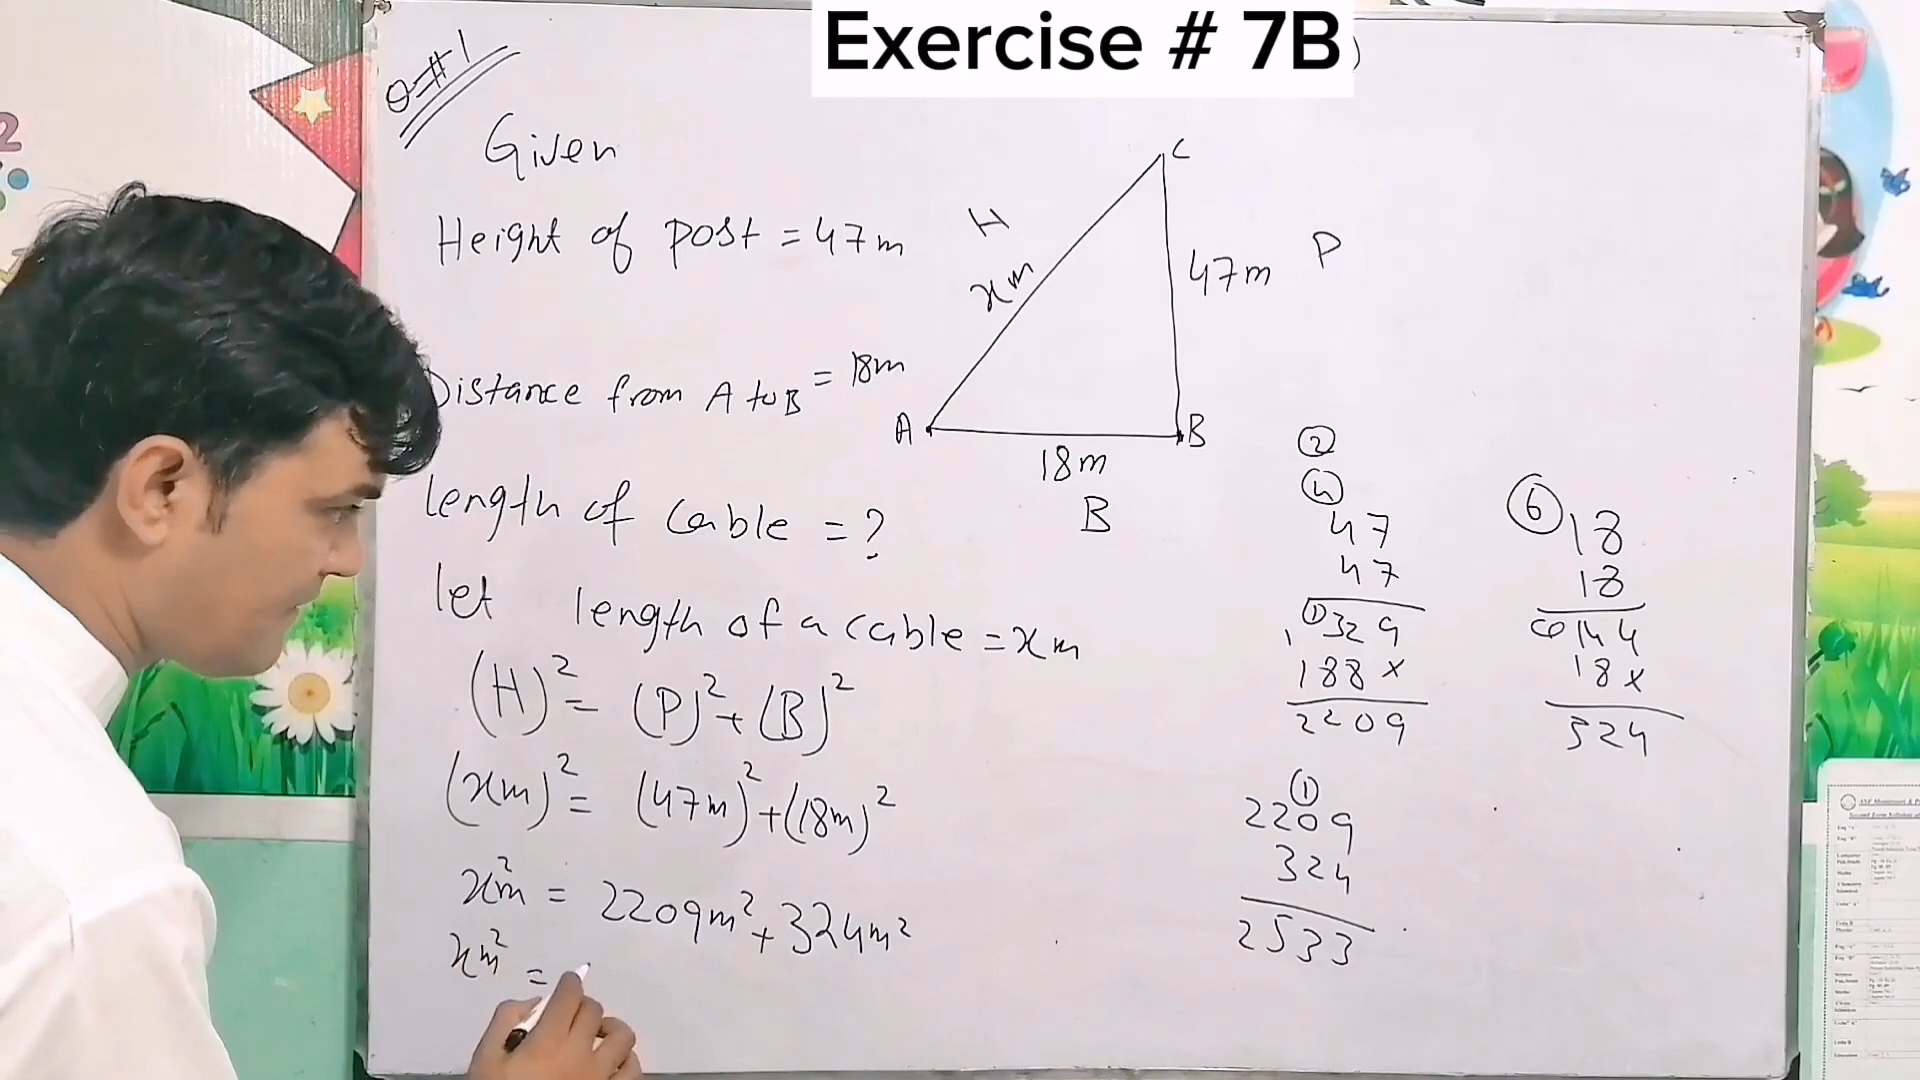 Exercise # 7B
Q#1
Given
Height of post = 47m
Distance from A to B = 18m
length of cable = ?
let length of a cable = xm
(H)² = (P)² + (B)²
(xm)² = (47m)² + (18m)²
x²m² = 2209m² + 324m²
xm² =
C
H
xm
47m
P
A
B
18m
B
2
4
47
47
1 329
188x
2209
6
18
18
144
18x
324
1
2209
324
2533